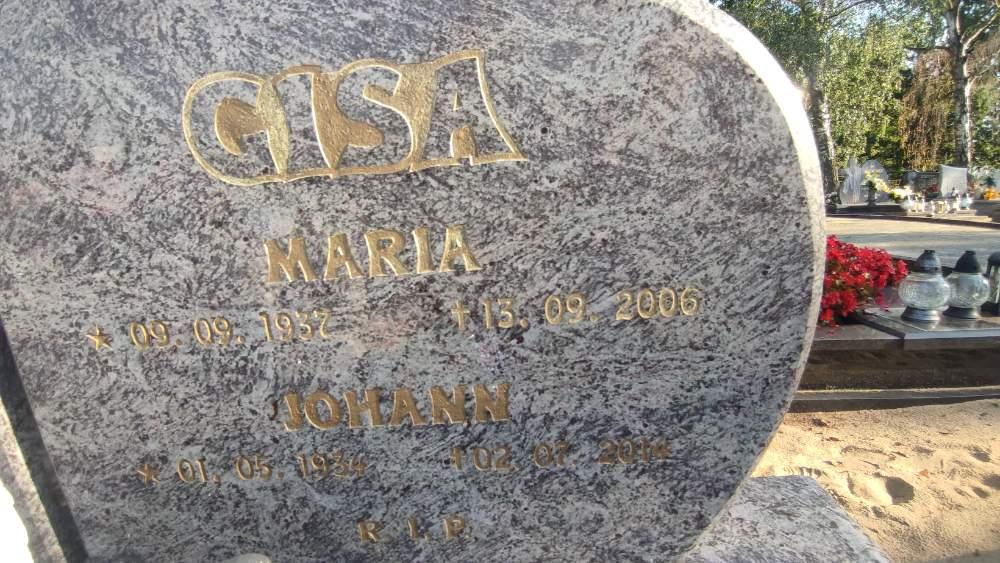 GISA
MARIA
* 09. 09. 1937 † 13. 09. 2006
JOHANN
* 01. 05. 1934 † 02. 07. 2014
R. I. P.